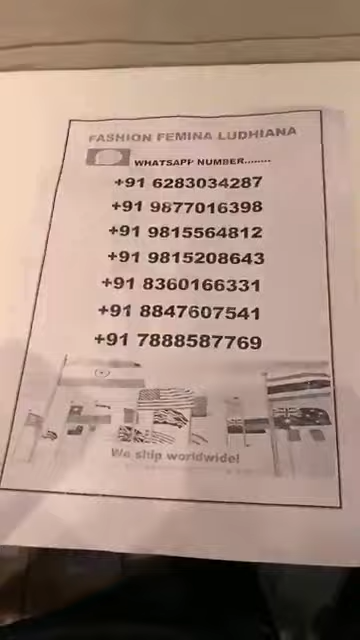 FASHION FEMINA LUDHIANA
WHATSAPP NUMBER........
+91 6283034287
+91 9877016398
+91 9815564812
+91 9815208643
+91 8360166331
+91 8847607541
+91 7888587769
We ship worldwide!